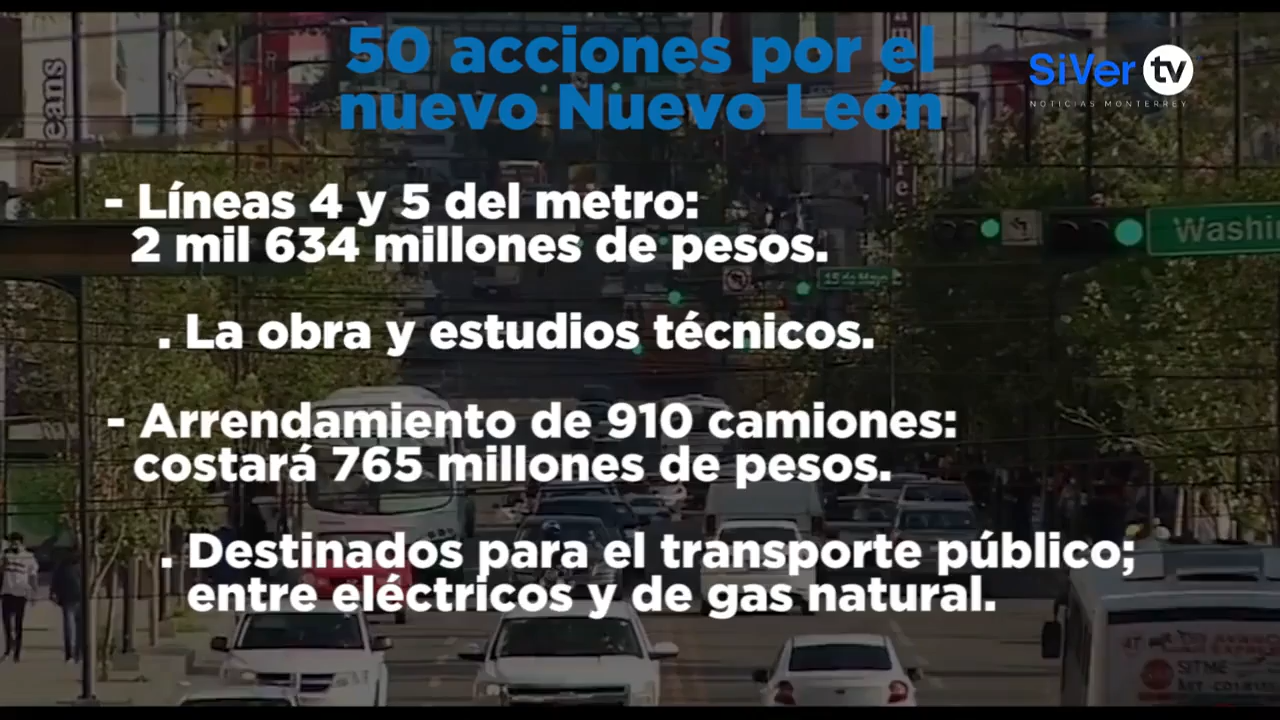 50 acciones por el
nuevo Nuevo León
SiVer tv
NOTICIAS MONTERREY
jeans
Washi
15 de Mayo
- Líneas 4 y 5 del metro:
2 mil 634 millones de pesos.
. La obra y estudios técnicos.
- Arrendamiento de 910 camiones:
costará 765 millones de pesos.
. Destinados para el transporte público;
entre eléctricos y de gas natural.
SITME